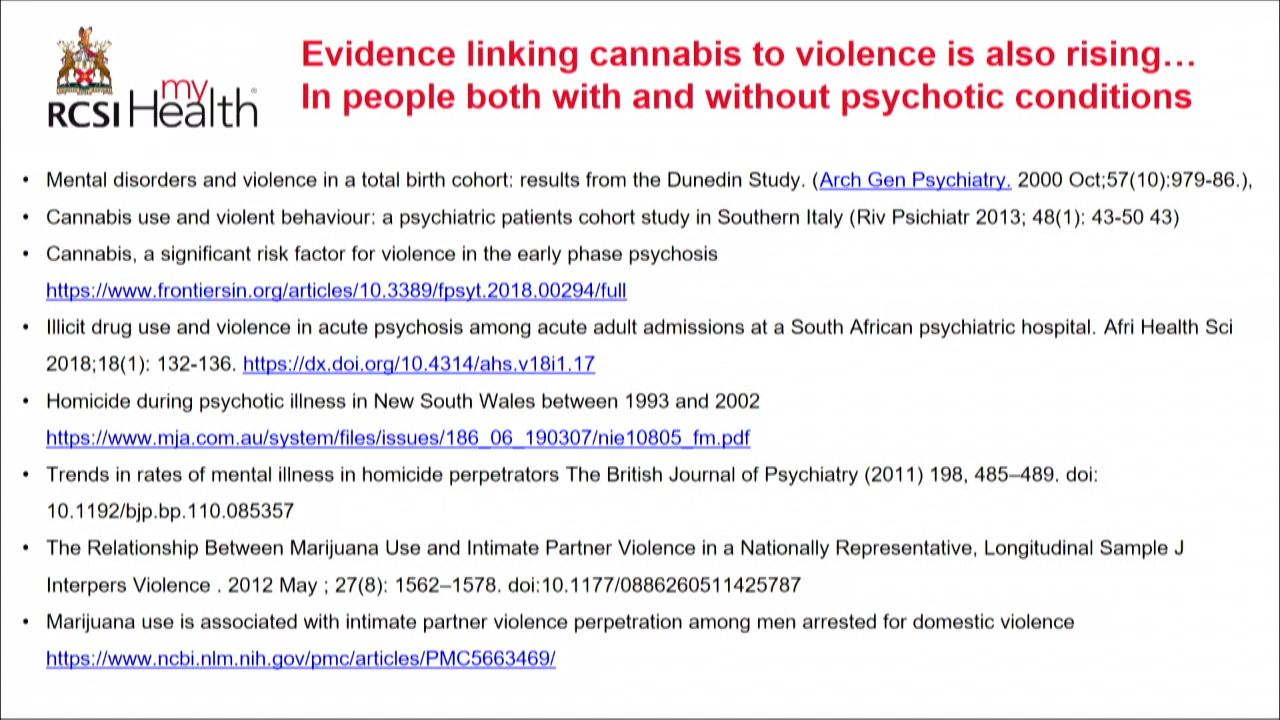 my
RCSI Health
Evidence linking cannabis to violence is also rising…
In people both with and without psychotic conditions
• Mental disorders and violence in a total birth cohort: results from the Dunedin Study. (Arch Gen Psychiatry. 2000 Oct;57(10):979-86.),
• Cannabis use and violent behaviour: a psychiatric patients cohort study in Southern Italy (Riv Psichiatr 2013; 48(1): 43-50 43)
• Cannabis, a significant risk factor for violence in the early phase psychosis
https://www.frontiersin.org/articles/10.3389/fpsyt.2018.00294/full
• Illicit drug use and violence in acute psychosis among acute adult admissions at a South African psychiatric hospital. Afri Health Sci
2018;18(1): 132-136. https://dx.doi.org/10.4314/ahs.v18i1.17
• Homicide during psychotic illness in New South Wales between 1993 and 2002
https://www.mja.com.au/system/files/issues/186_06_190307/nie10805_fm.pdf
• Trends in rates of mental illness in homicide perpetrators The British Journal of Psychiatry (2011) 198, 485–489. doi:
10.1192/bjp.bp.110.085357
• The Relationship Between Marijuana Use and Intimate Partner Violence in a Nationally Representative, Longitudinal Sample J
Interpers Violence . 2012 May ; 27(8): 1562–1578. doi:10.1177/0886260511425787
• Marijuana use is associated with intimate partner violence perpetration among men arrested for domestic violence
https://www.ncbi.nlm.nih.gov/pmc/articles/PMC5663469/